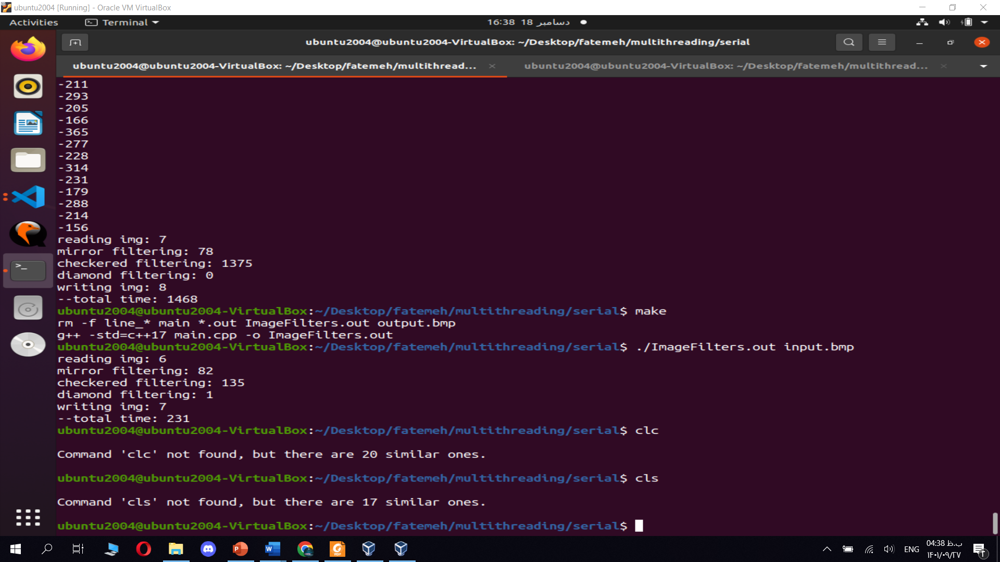 ubuntu2004 [Running] - Oracle VM VirtualBox
Activities Terminal 16:38 18 دسامبر
ubuntu2004@ubuntu2004-VirtualBox: ~/Desktop/fatemeh/multithreading/serial
ubuntu2004@ubuntu2004-VirtualBox: ~/Desktop/fatemeh/multithread... ubuntu2004@ubuntu2004-VirtualBox: ~/Desktop/fatemeh/multithread...
-211
-293
-205
-166
-365
-277
-228
-314
-231
-179
-288
-214
-156
reading img: 7
mirror filtering: 78
checkered filtering: 1375
diamond filtering: 0
writing img: 8
--total time: 1468
ubuntu2004@ubuntu2004-VirtualBox:~/Desktop/fatemeh/multithreading/serial$ make
rm -f line_* main *.out ImageFilters.out output.bmp
g++ -std=c++17 main.cpp -o ImageFilters.out
ubuntu2004@ubuntu2004-VirtualBox:~/Desktop/fatemeh/multithreading/serial$ ./ImageFilters.out input.bmp
reading img: 6
mirror filtering: 82
checkered filtering: 135
diamond filtering: 1
writing img: 7
--total time: 231
ubuntu2004@ubuntu2004-VirtualBox:~/Desktop/fatemeh/multithreading/serial$ clc
Command 'clc' not found, but there are 20 similar ones.
ubuntu2004@ubuntu2004-VirtualBox:~/Desktop/fatemeh/multithreading/serial$ cls
Command 'cls' not found, but there are 17 similar ones.
ubuntu2004@ubuntu2004-VirtualBox:~/Desktop/fatemeh/multithreading/serial$
ENG 04:38 ب.ظ
۱۴۰۱/۰۹/۲۷